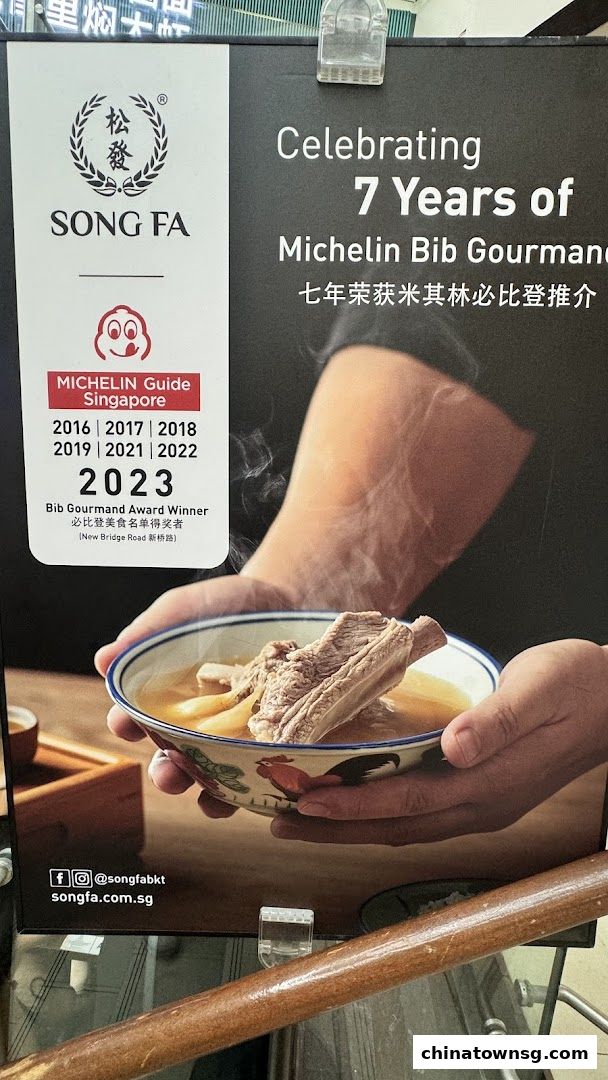 松
發
®
SONG FA
MICHELIN Guide
Singapore
2016 | 2017 | 2018
2019 | 2021 | 2022
2023
Bib Gourmand Award Winner
必比登美食名单得奖者
(New Bridge Road 新桥路)
Celebrating
7 Years of
Michelin Bib Gourmand
七年荣获米其林必比登推介
@songfabkt
songfa.com.sg
chinatownsg.com